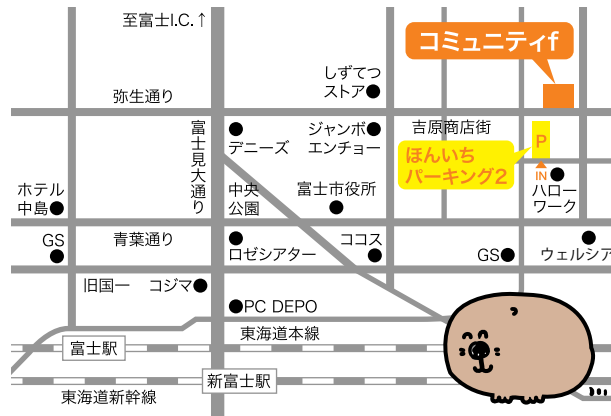 至富士I.C.↑
コミュニティf
しずてつ
ストア
弥生通り
吉原商店街
富士見大通り
デニーズ
ジャンボ
エンチョー
P
ほんいち
パーキング2
IN
ハロー
ワーク
ホテル
中島
中央
公園
富士市役所
GS
青葉通り
ロゼシアター
ココス
GS
ウェルシア
旧国一
コジマ
PC DEPO
東海道本線
富士駅
新富士駅
東海道新幹線